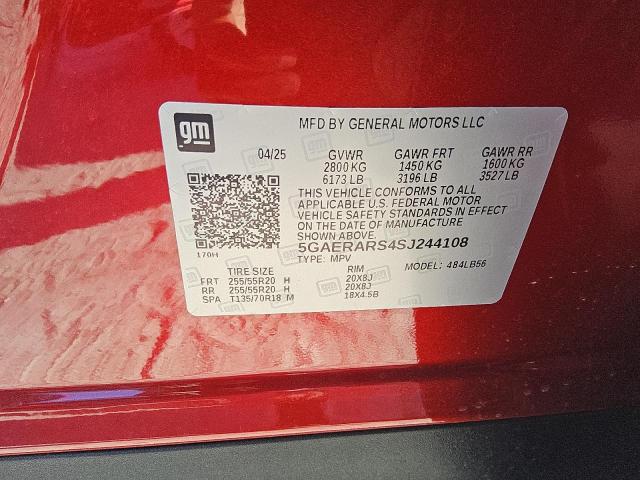 gm
MFD BY GENERAL MOTORS LLC
04/25 GVWR GAWR FRT GAWR RR
2800 KG 1450 KG 1600 KG
6173 LB 3196 LB 3527 LB
THIS VEHICLE CONFORMS TO ALL
APPLICABLE U.S. FEDERAL MOTOR
VEHICLE SAFETY STANDARDS IN EFFECT
ON THE DATE OF MANUFACTURE
SHOWN ABOVE.
170H
5GAERARS4SJ244108
TYPE: MPV MODEL: 484LB56
TIRE SIZE RIM
FRT 255/55R20 H 20X8J
RR 255/55R20 H 20X8J
SPA T135/70R18 M 18X4.5B